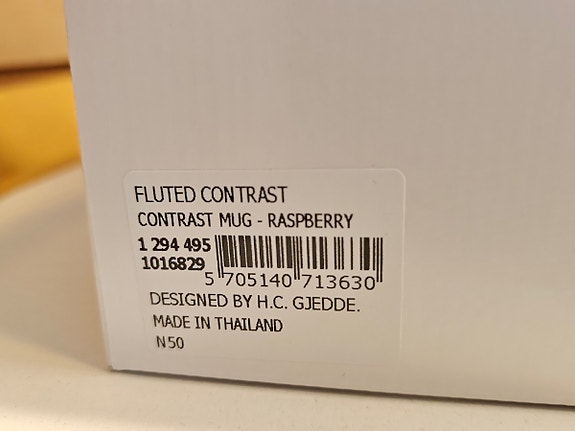 FLUTED CONTRAST
CONTRAST MUG - RASPBERRY
1 294 495
1016829
5 705140 713630
DESIGNED BY H.C. GJEDDE.
MADE IN THAILAND
N50